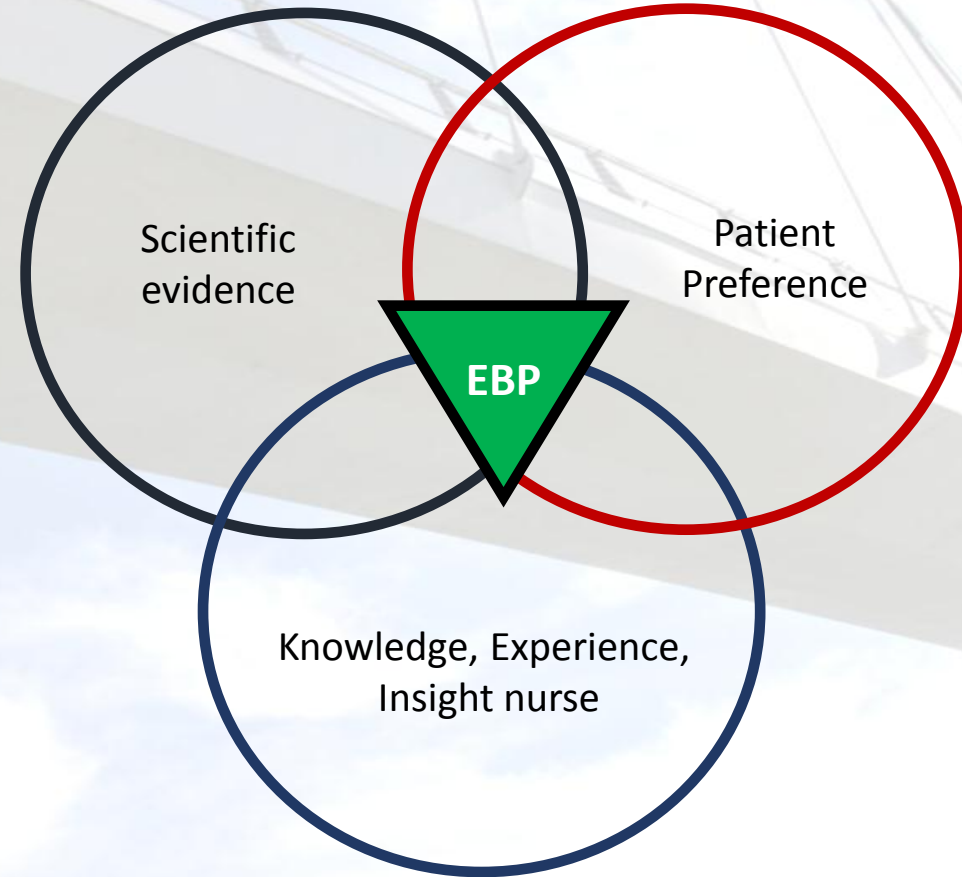 Scientific
evidence
Patient
Preference
EBP
Knowledge, Experience,
Insight nurse